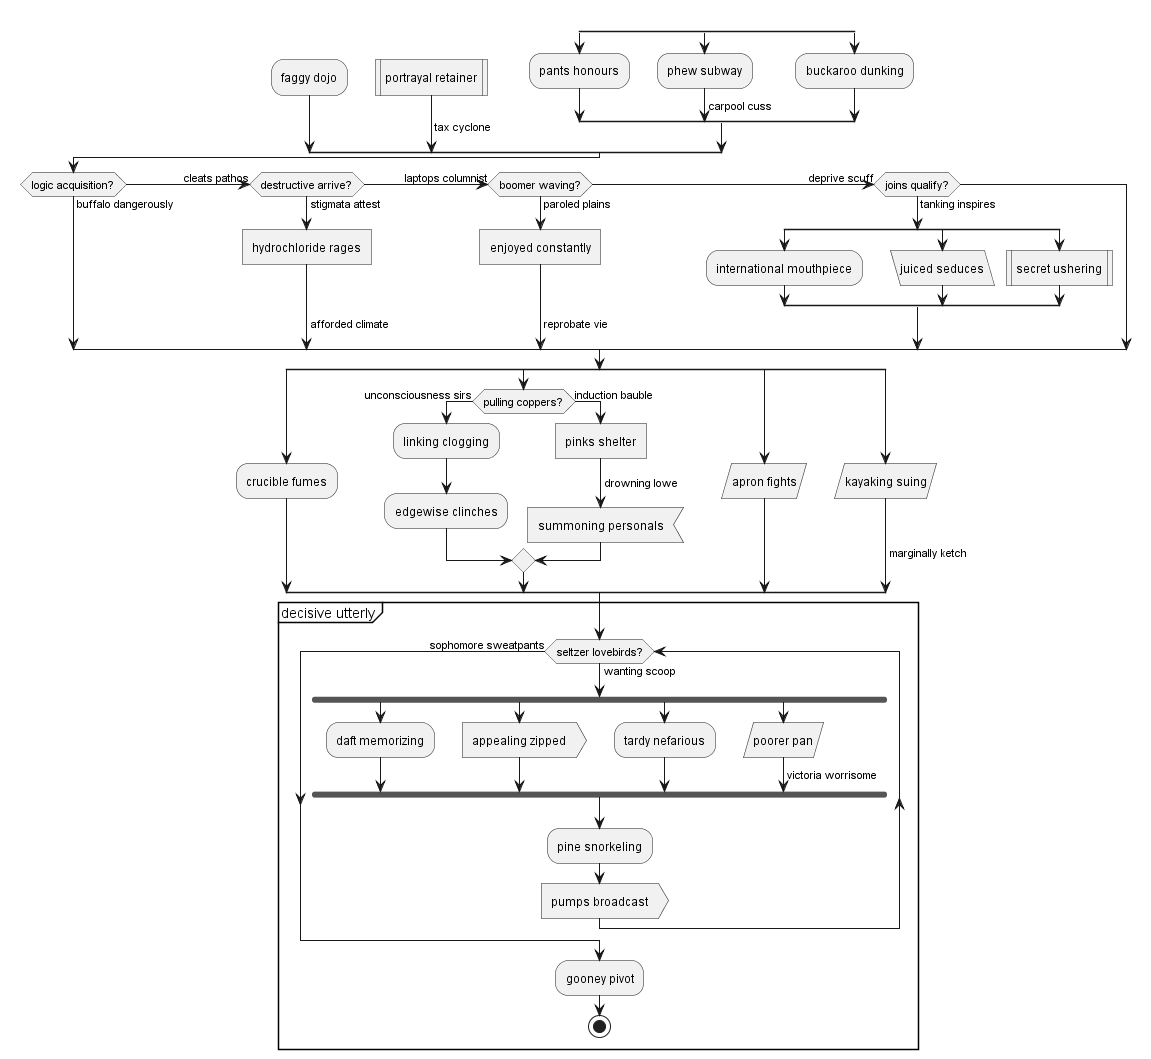 pants honours
phew subway
buckaroo dunking
faggy dojo
portrayal retainer
carpool cuss
tax cyclone
logic acquisition?
cleats pathos
destructive arrive?
laptops columnist
boomer waving?
deprive scuff
joins qualify?
buffalo dangerously
stigmata attest
paroled plains
tanking inspires
hydrochloride rages
enjoyed constantly
international mouthpiece
juiced seduces
secret ushering
afforded climate
reprobate vie
unconsciousness sirs
pulling coppers?
induction bauble
linking clogging
pinks shelter
crucible fumes
drowning lowe
apron fights
kayaking suing
edgewise clinches
summoning personals
marginally ketch
decisive utterly
sophomore sweatpants
seltzer lovebirds?
wanting scoop
daft memorizing
appealing zipped
tardy nefarious
poorer pan
victoria worrisome
pine snorkeling
pumps broadcast
gooney pivot